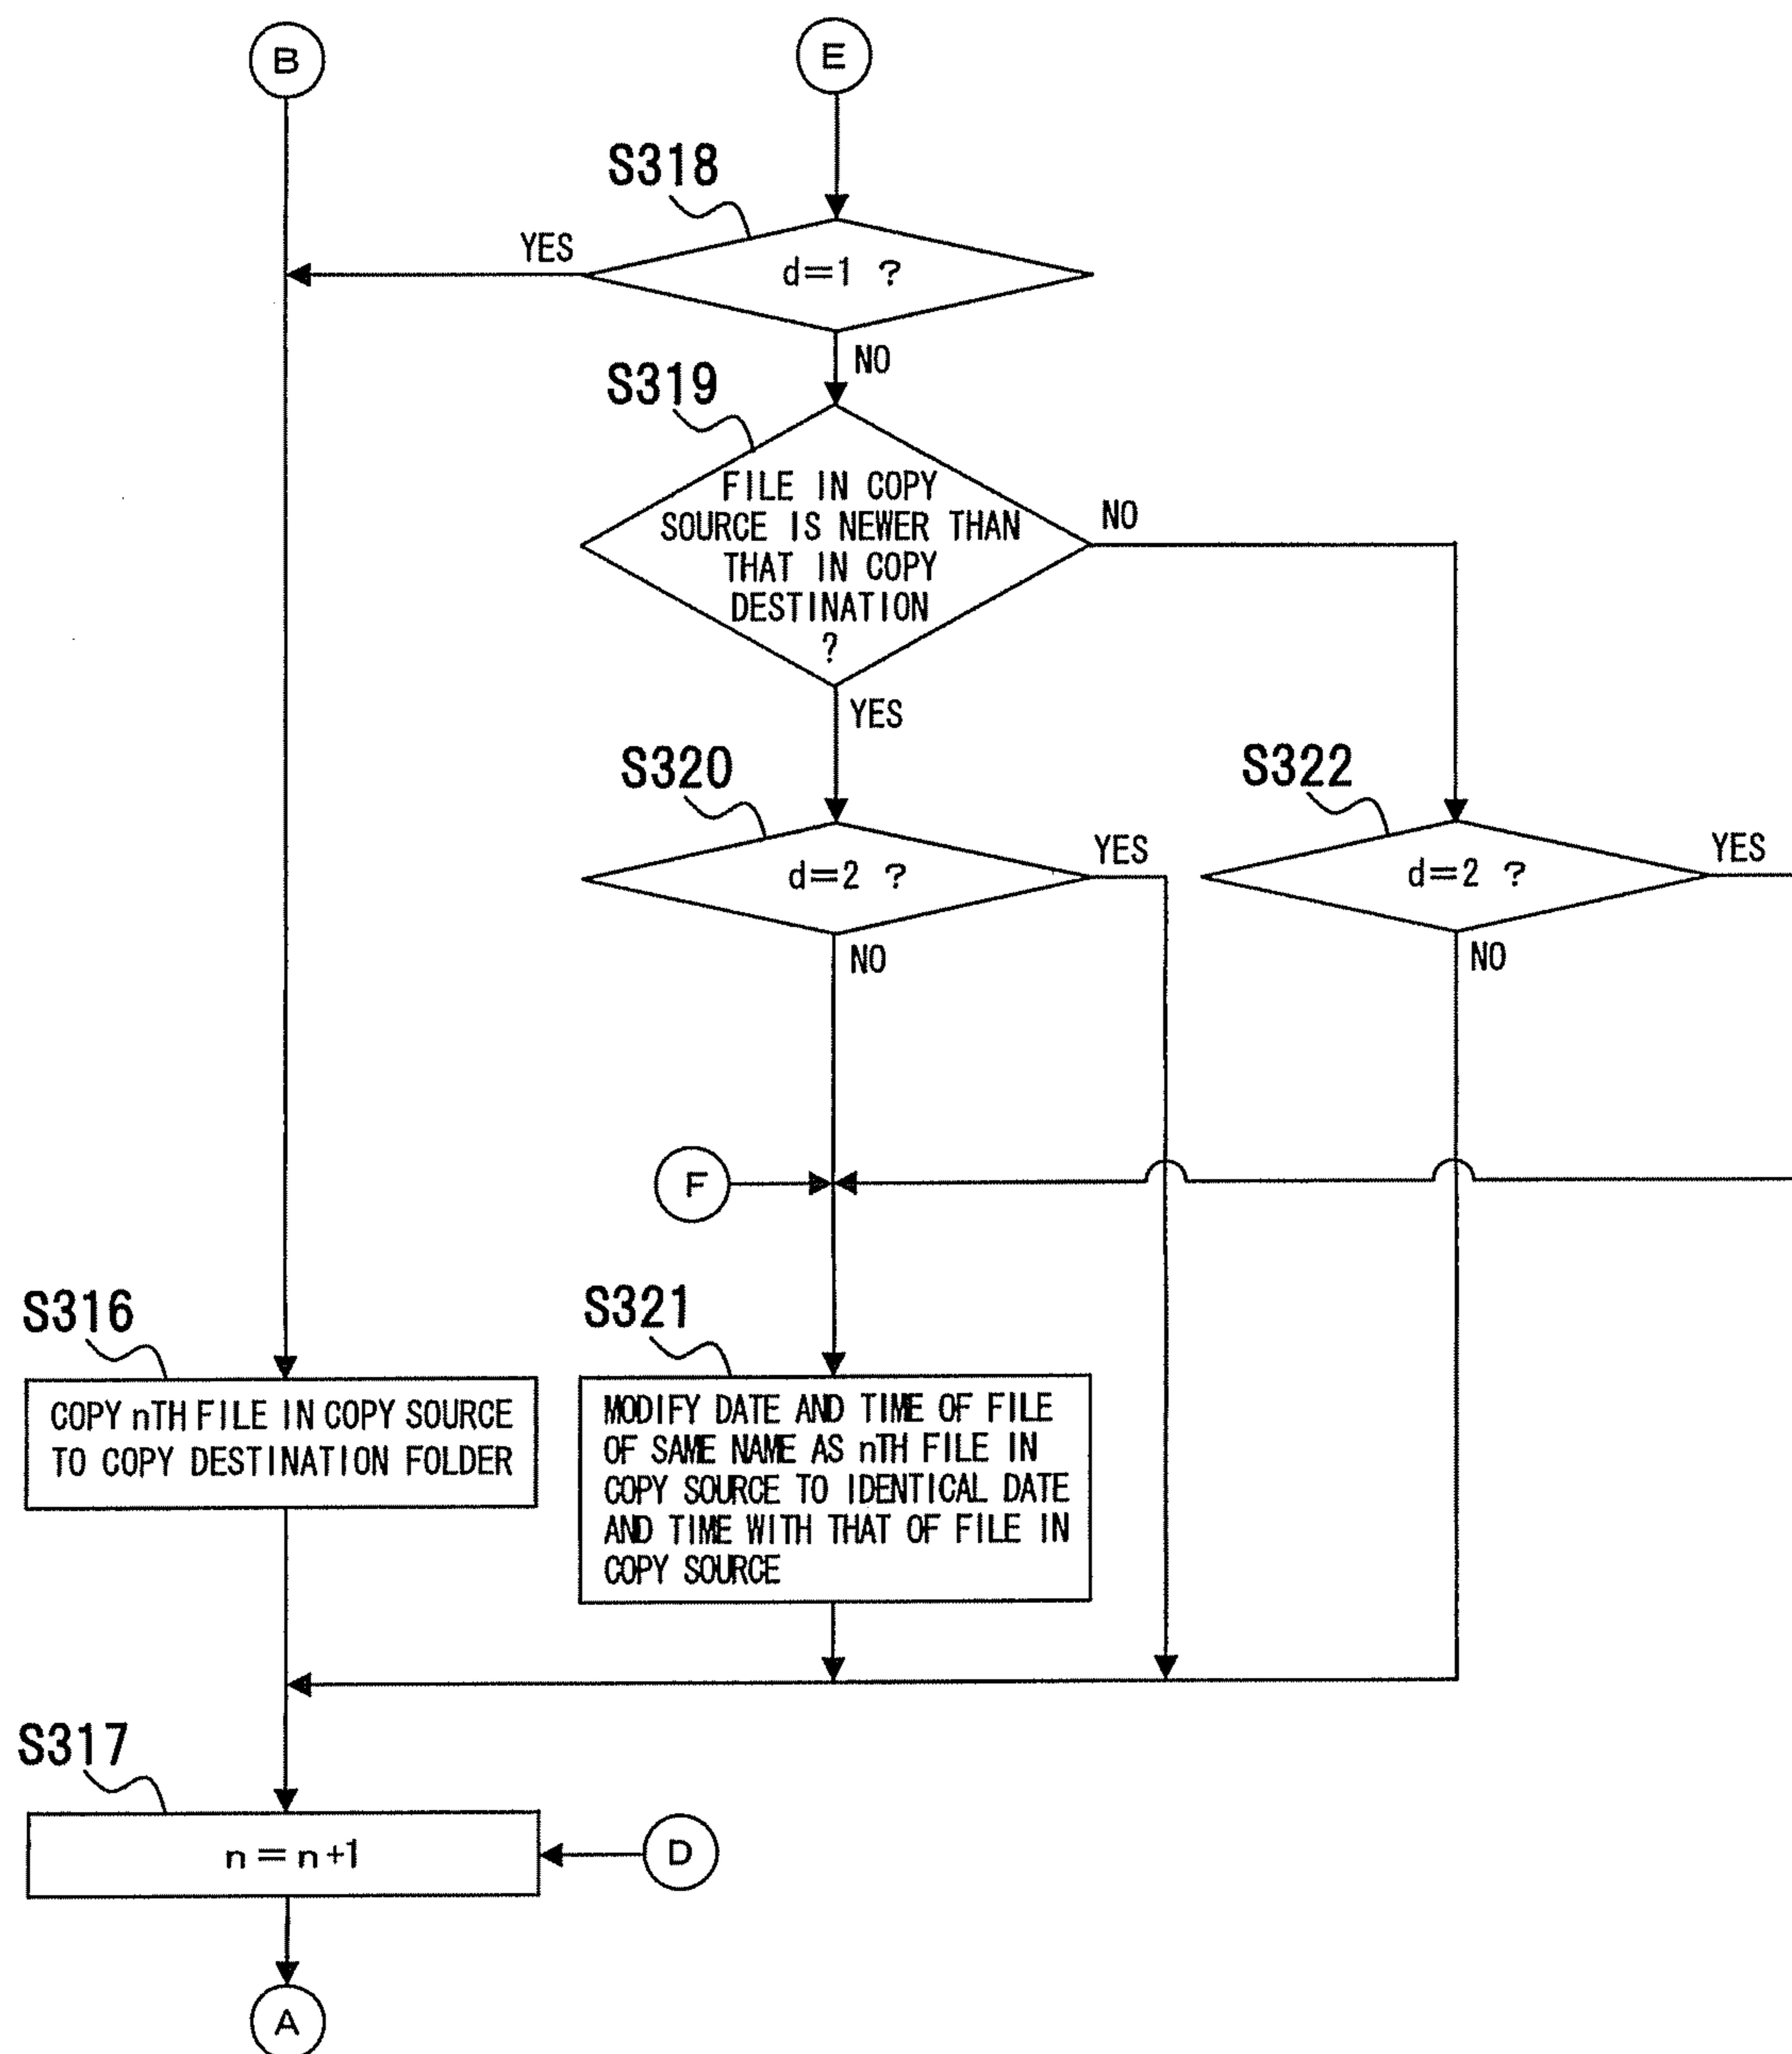 B
E
S318
YES
d=1 ?
NO
S319
FILE IN COPY
SOURCE IS NEWER THAN
THAT IN COPY
DESTINATION
?
NO
YES
S320
S322
d=2 ?
YES
d=2 ?
YES
NO
NO
F
S316
S321
COPY nTH FILE IN COPY SOURCE
TO COPY DESTINATION FOLDER
MODIFY DATE AND TIME OF FILE
OF SAME NAME AS nTH FILE IN
COPY SOURCE TO IDENTICAL DATE
AND TIME WITH THAT OF FILE IN
COPY SOURCE
S317
n=n+1
D
A